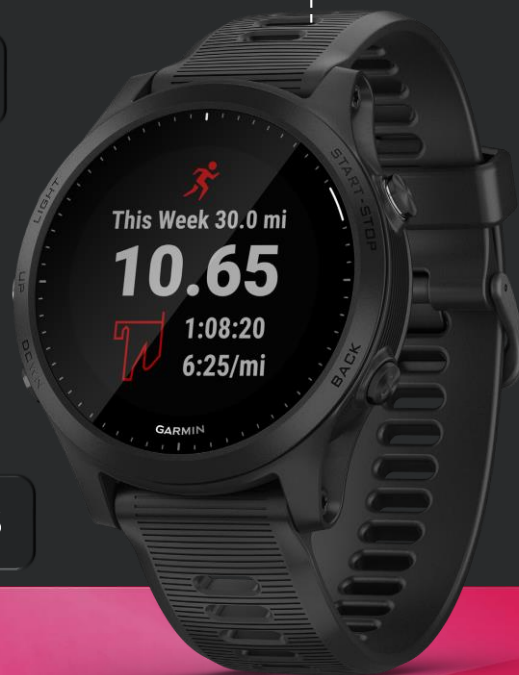 LIGHT
UP
DOWN
START-STOP
BACK
This Week 30.0 mi
10.65
1:08:20
6:25/mi
GARMIN